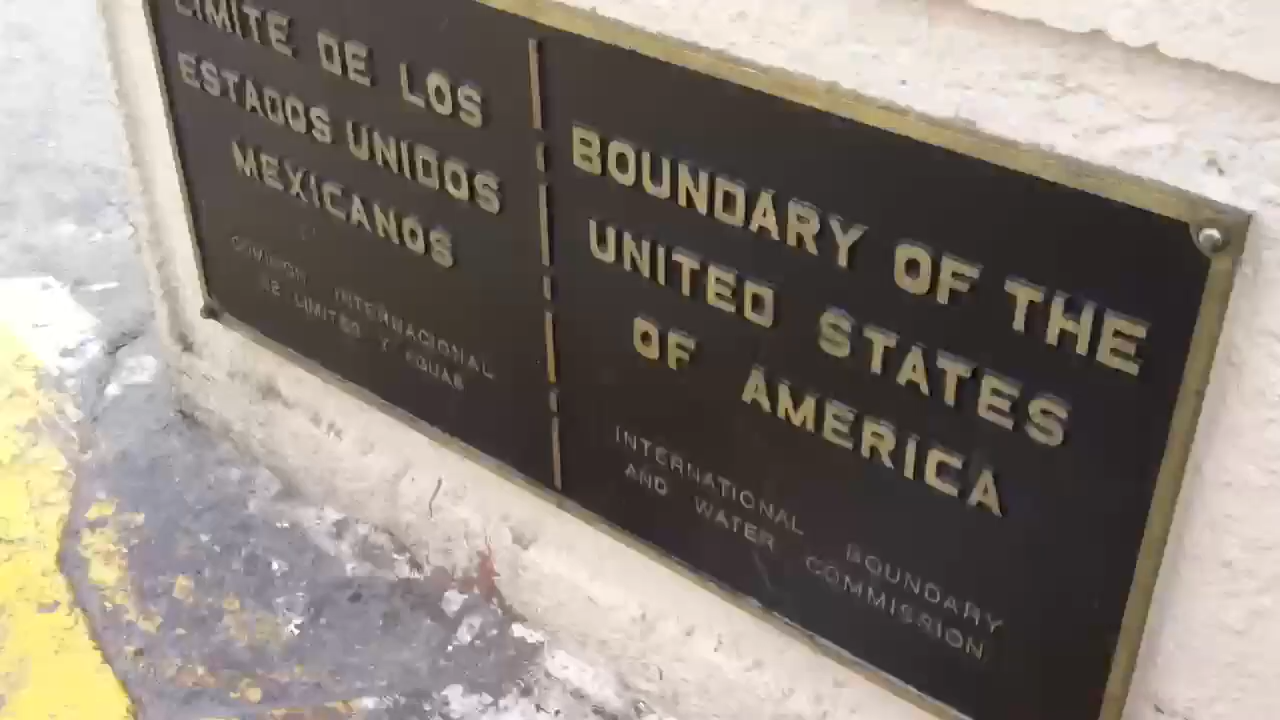 LIMITE DE LOS
ESTADOS UNIDOS
MEXICANOS
COMISION INTERNACIONAL
DE LIMITES Y AGUAS
BOUNDARY OF THE
UNITED STATES
OF AMERICA
INTERNATIONAL BOUNDARY
AND WATER COMMISSION